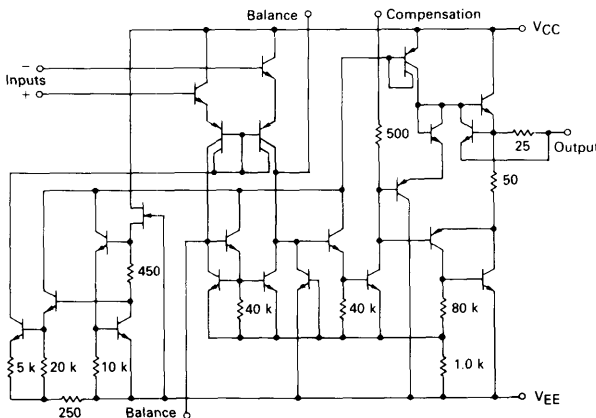 Balance
Compensation
VCC
−
Inputs
+
500
25
Output
50
450
40 k
40 k
80 k
5 k
20 k
10 k
1.0 k
250
Balance
VEE